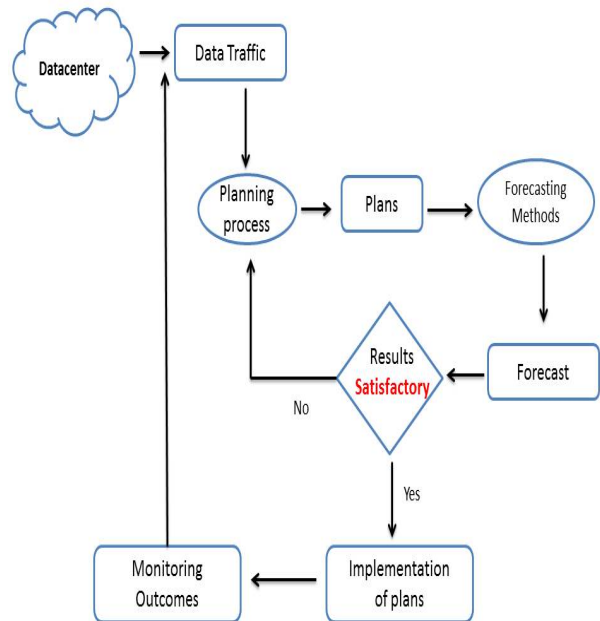 Datacenter
Data Traffic
Planning
process
Plans
Forecasting
Methods
Results
Satisfactory
Forecast
No
Yes
Monitoring
Outcomes
Implementation
of plans